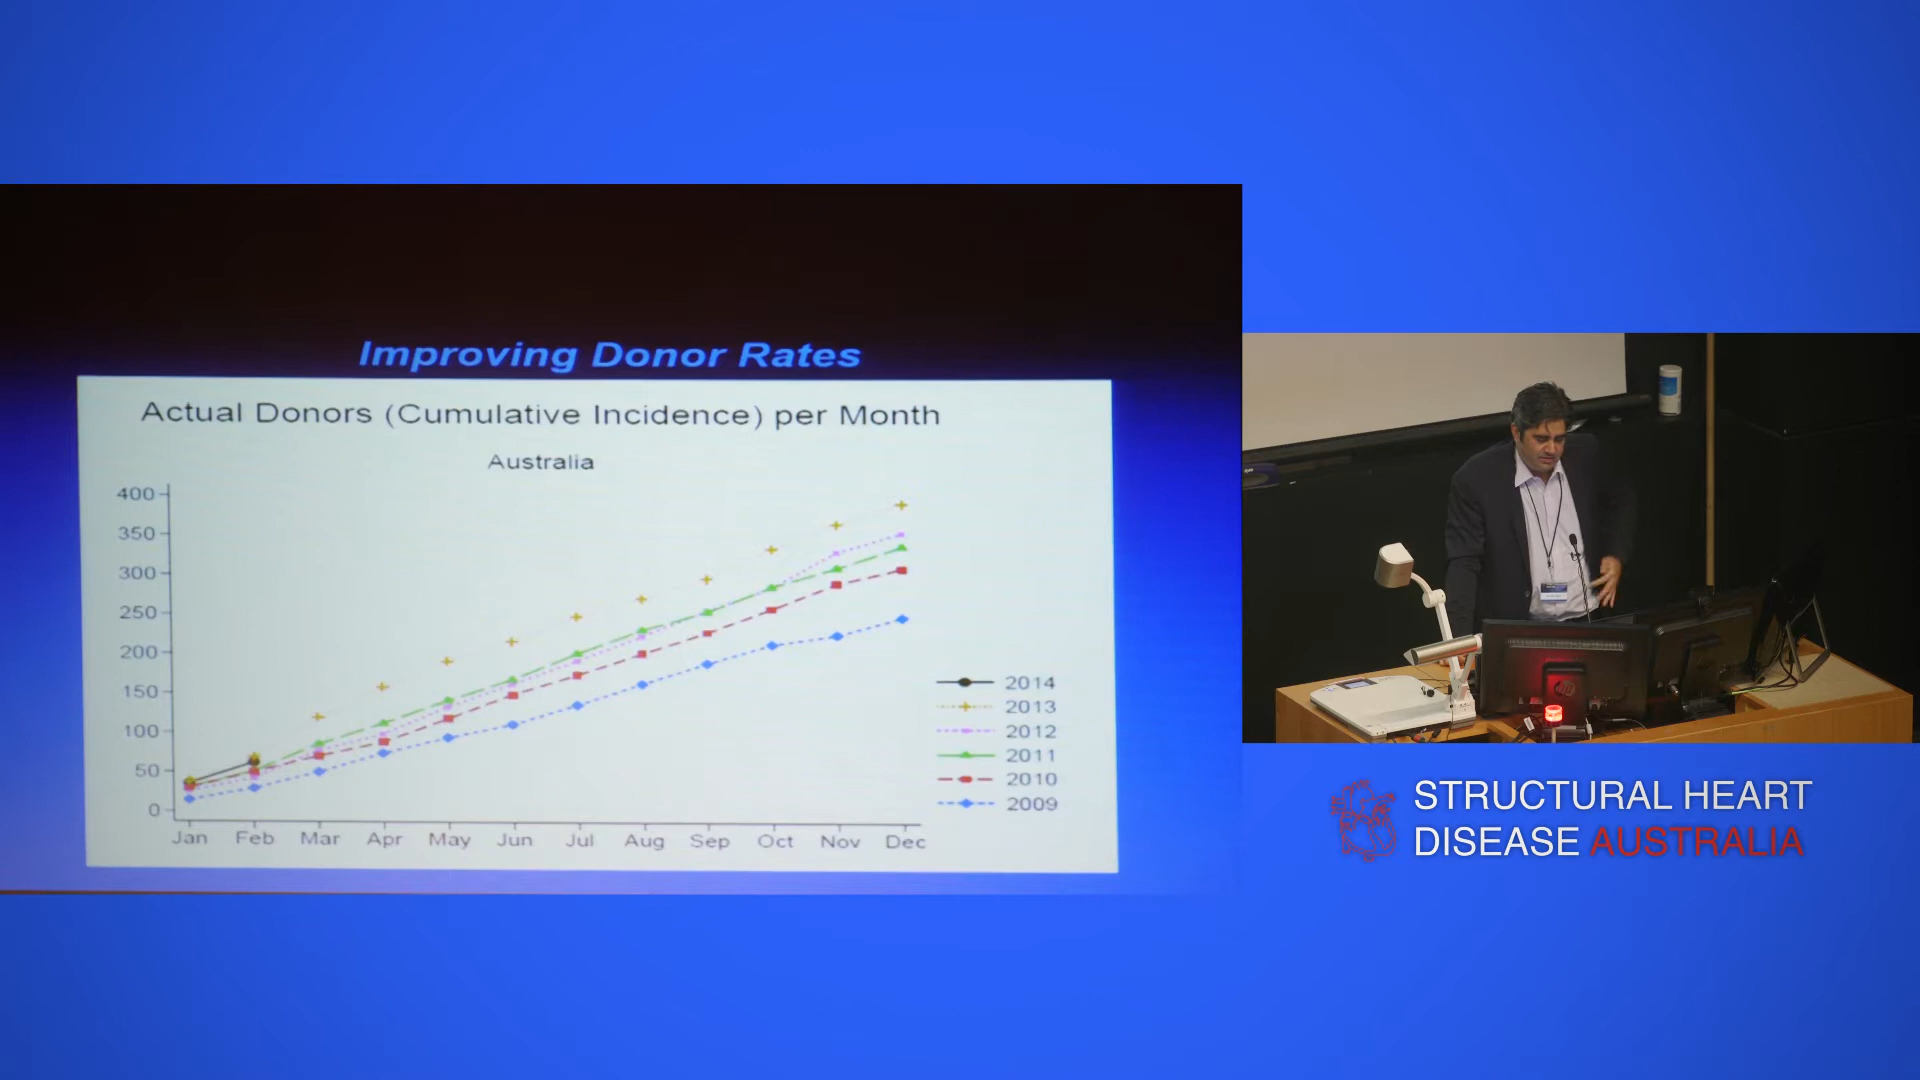 Improving Donor Rates
Actual Donors (Cumulative Incidence) per Month
Australia
400
350
300
250
200
150
100
50
0
Jan Feb Mar Apr May Jun Jul Aug Sep Oct Nov Dec
2014
2013
2012
2011
2010
2009
STRUCTURAL HEART
DISEASE AUSTRALIA